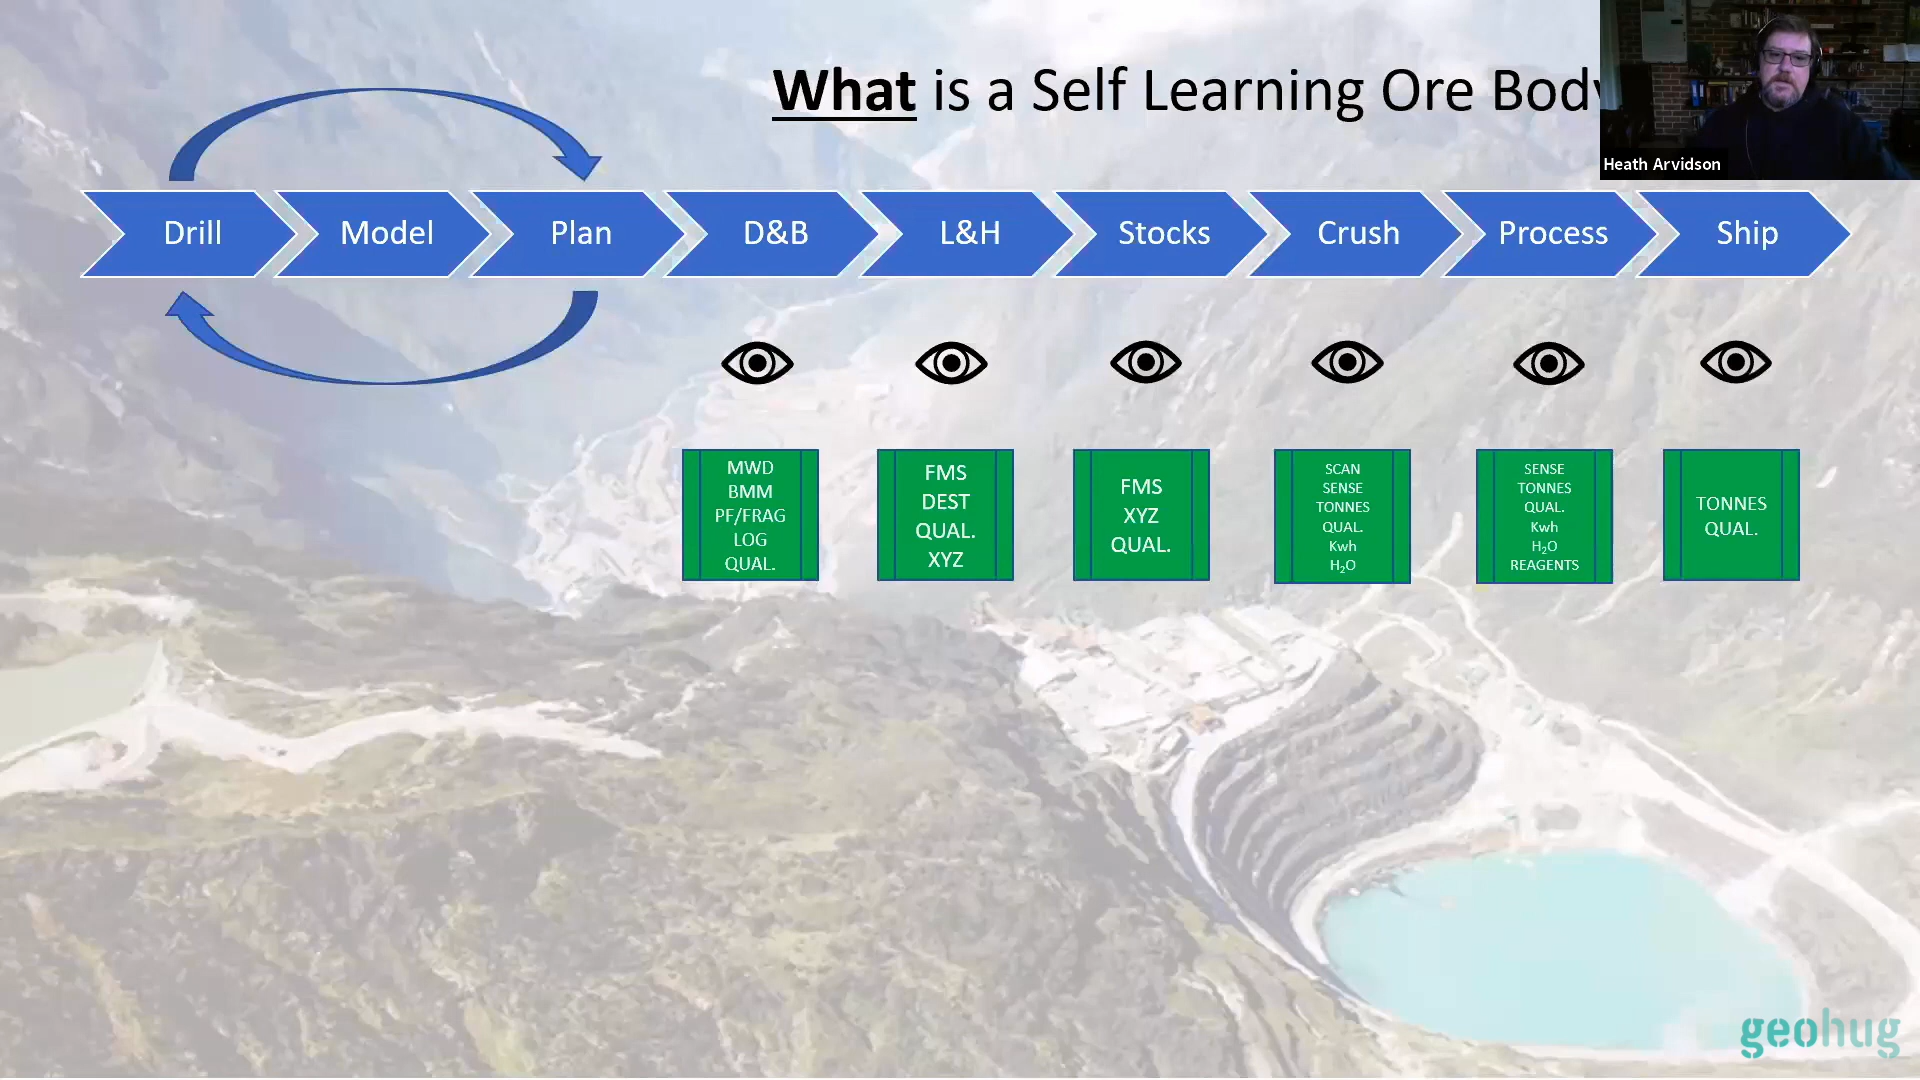 What is a Self Learning Ore Body
Heath Arvidson
Drill
Model
Plan
D&B
L&H
Stocks
Crush
Process
Ship
MWD
BMM
PF/FRAG
LOG
QUAL.
FMS
DEST
QUAL.
XYZ
FMS
XYZ
QUAL.
SCAN
SENSE
TONNES
QUAL.
Kwh
H₂O
SENSE
TONNES
QUAL.
Kwh
H₂O
REAGENTS
TONNES
QUAL.
geohug